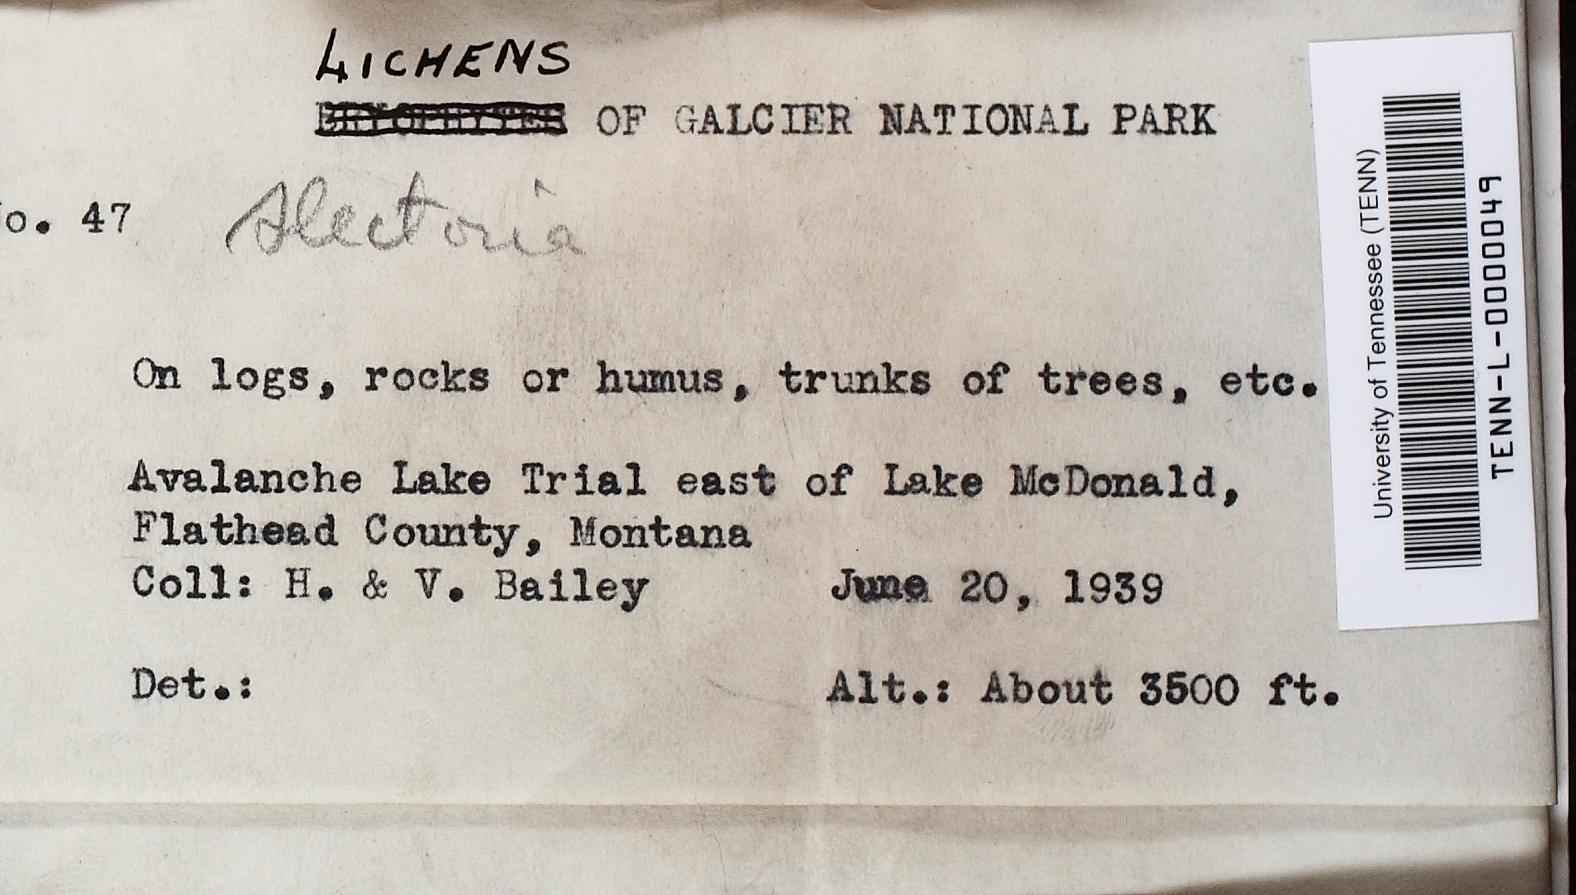 LICHENS
BRYOPHYTES OF GALCIER NATIONAL PARK
o. 47 Alectoria
On logs, rocks or humus, trunks of trees, etc.
Avalanche Lake Trial east of Lake McDonald,
Flathead County, Montana
Coll: H. & V. Bailey June 20, 1939
Det.: Alt.: About 3500 ft.
University of Tennessee (TENN)
TENN-L-0000049